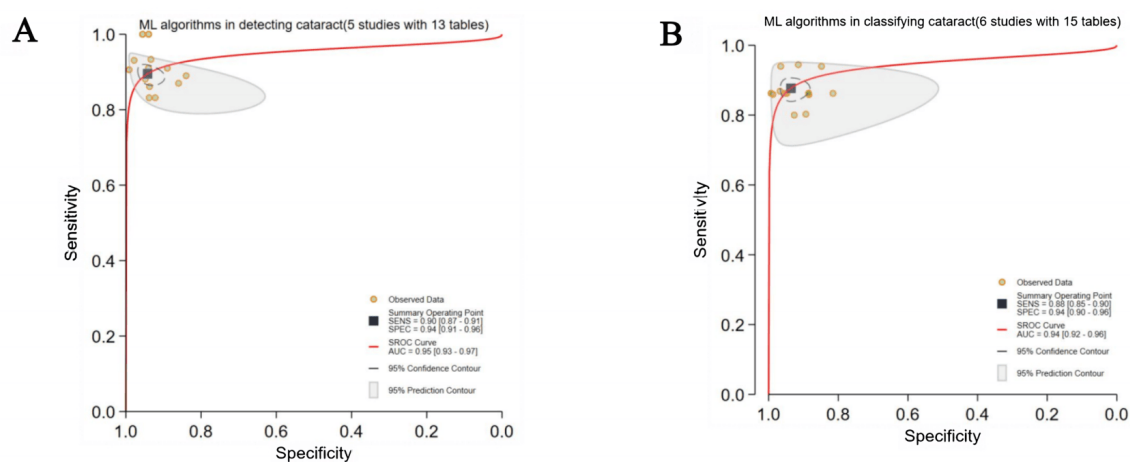 A
ML algorithms in detecting cataract(5 studies with 13 tables)
1.0
0.8
0.6
0.4
0.2
0.0
Sensitivity
Observed Data
Summary Operating Point
SENS = 0.90 [0.87 - 0.91]
SPEC = 0.94 [0.91 - 0.96]
SROC Curve
AUC = 0.95 [0.93 - 0.97]
95% Confidence Contour
95% Prediction Contour
1.0 0.8 0.6 0.4 0.2 0.0
Specificity
B
ML algorithms in classifying cataract(6 studies with 15 tables)
1.0
0.8
0.6
0.4
0.2
0.0
Sensitivity
Observed Data
Summary Operating Point
SENS = 0.88 [0.85 - 0.90]
SPEC = 0.94 [0.90 - 0.96]
SROC Curve
AUC = 0.94 [0.92 - 0.96]
95% Confidence Contour
95% Prediction Contour
1.0 0.8 0.6 0.4 0.2 0.0
Specificity